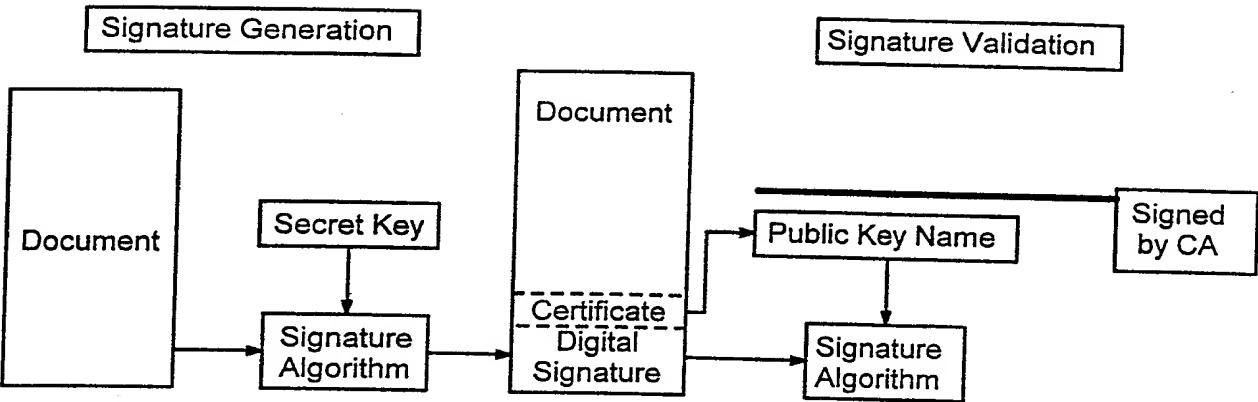 Signature Generation
Signature Validation
Document
Secret Key
Signature
Algorithm
Document
Certificate
Digital
Signature
Public Key Name
Signed
by CA
Signature
Algorithm